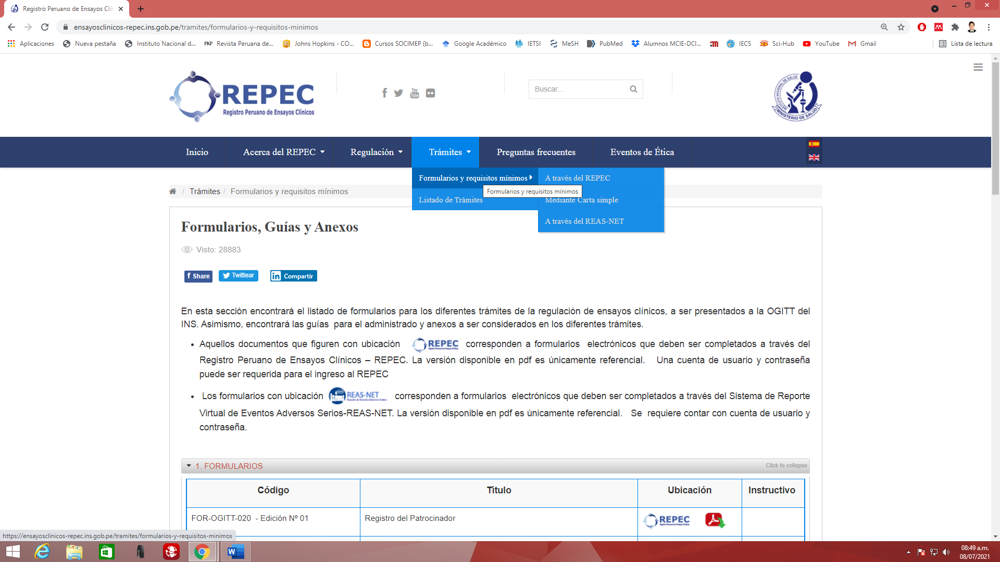 Registro Peruano de Ensayos Clín
ensayosclinicos-repec.ins.gob.pe/tramites/formularios-y-requisitos-minimos
Aplicaciones
Nueva pestaña
Instituto Nacional d...
PKP Revista Peruana de...
Johns Hopkins - CO...
Cursos SOCIMEP (b...
Google Académico
IETSI
MeSH
PubMed
Alumnos MCIE-DCI...
IECS
Sci-Hub
YouTube
Gmail
Lista de lectura
REPEC
Registro Peruano de Ensayos Clínicos
You
Tube
Buscar...
INSTITUTO NACIONAL DE SALUD
MINISTERIO DE SALUD
Inicio
Acerca del REPEC
Regulación
Trámites
Preguntas frecuentes
Eventos de Ética
Formularios y requisitos mínimos
A través del REPEC
Formularios y requisitos mínimos
Listado de Trámites
Mediante Carta simple
A través del REAS-NET
/ Trámites / Formularios y requisitos mínimos
Formularios, Guías y Anexos
Visto: 28883
f Share
Twittear
in Compartir
En esta sección encontrará el listado de formularios para los diferentes trámites de la regulación de ensayos clínicos, a ser presentados a la OGITT del
INS. Asimismo, encontrará las guías para el administrado y anexos a ser considerados en los diferentes trámites.
• Aquellos documentos que figuren con ubicación REPEC corresponden a formularios electrónicos que deben ser completados a través del
Registro Peruano de Ensayos Clínicos – REPEC. La versión disponible en pdf es únicamente referencial. Una cuenta de usuario y contraseña
puede ser requerida para el ingreso al REPEC
• Los formularios con ubicación REAS-NET corresponden a formularios electrónicos que deben ser completados a través del Sistema de Reporte
Virtual de Eventos Adversos Serios-REAS-NET. La versión disponible en pdf es únicamente referencial. Se requiere contar con cuenta de usuario y
contraseña.
1. FORMULARIOS
Click to collapse
Código
Título
Ubicación
Instructivo
FOR-OGITT-020 - Edición Nº 01
Registro del Patrocinador
REPEC
https://ensayosclinicos-repec.ins.gob.pe/tramites/formularios-y-requisitos-minimos
08:49 a.m.
08/07/2021